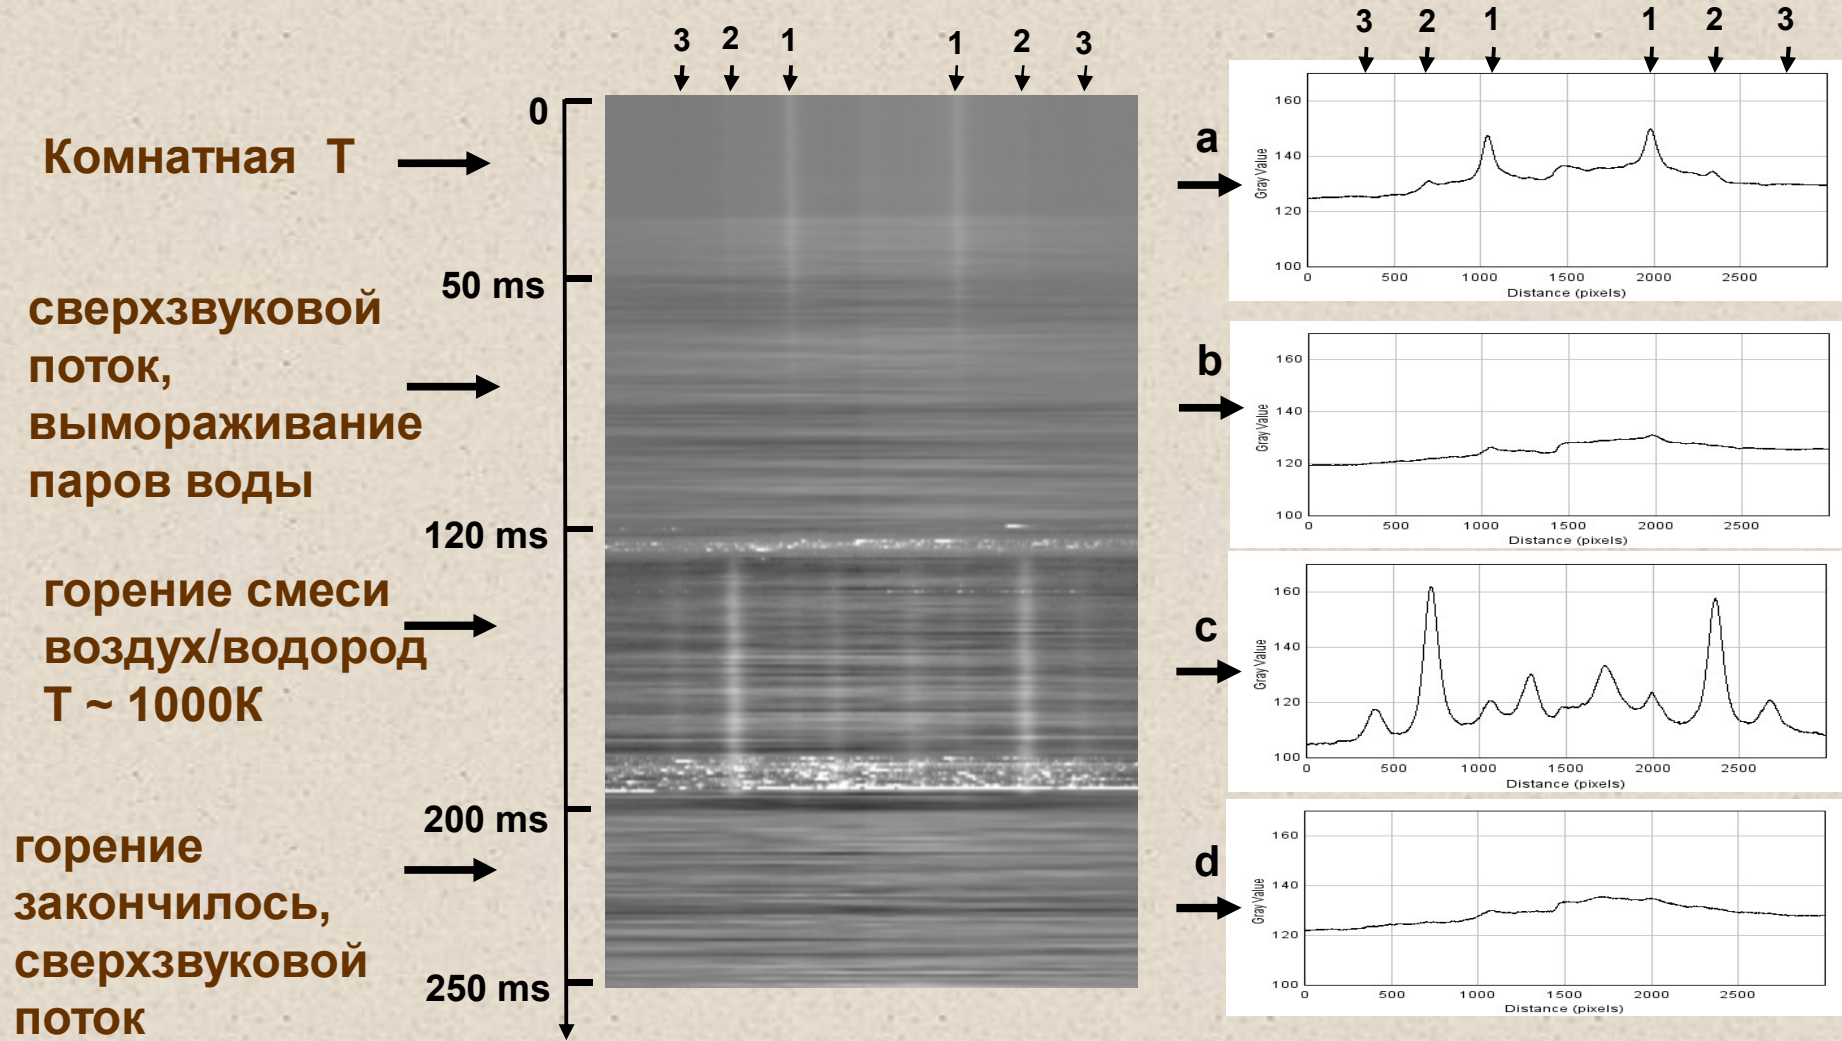 Комнатная Т
сверхзвуковой
поток,
вымораживание
паров воды
горение смеси
воздух/водород
Т ~ 1000К
горение
закончилось,
сверхзвуковой
поток
0
50 ms
120 ms
200 ms
250 ms
3 2 1 1 2 3
3 2 1 1 2 3
a
160
140
120
100
Gray Value
0 500 1000 1500 2000 2500
Distance (pixels)
b
160
140
120
100
Gray Value
0 500 1000 1500 2000 2500
Distance (pixels)
c
160
140
120
100
Gray Value
0 500 1000 1500 2000 2500
Distance (pixels)
d
160
140
120
100
Gray Value
0 500 1000 1500 2000 2500
Distance (pixels)